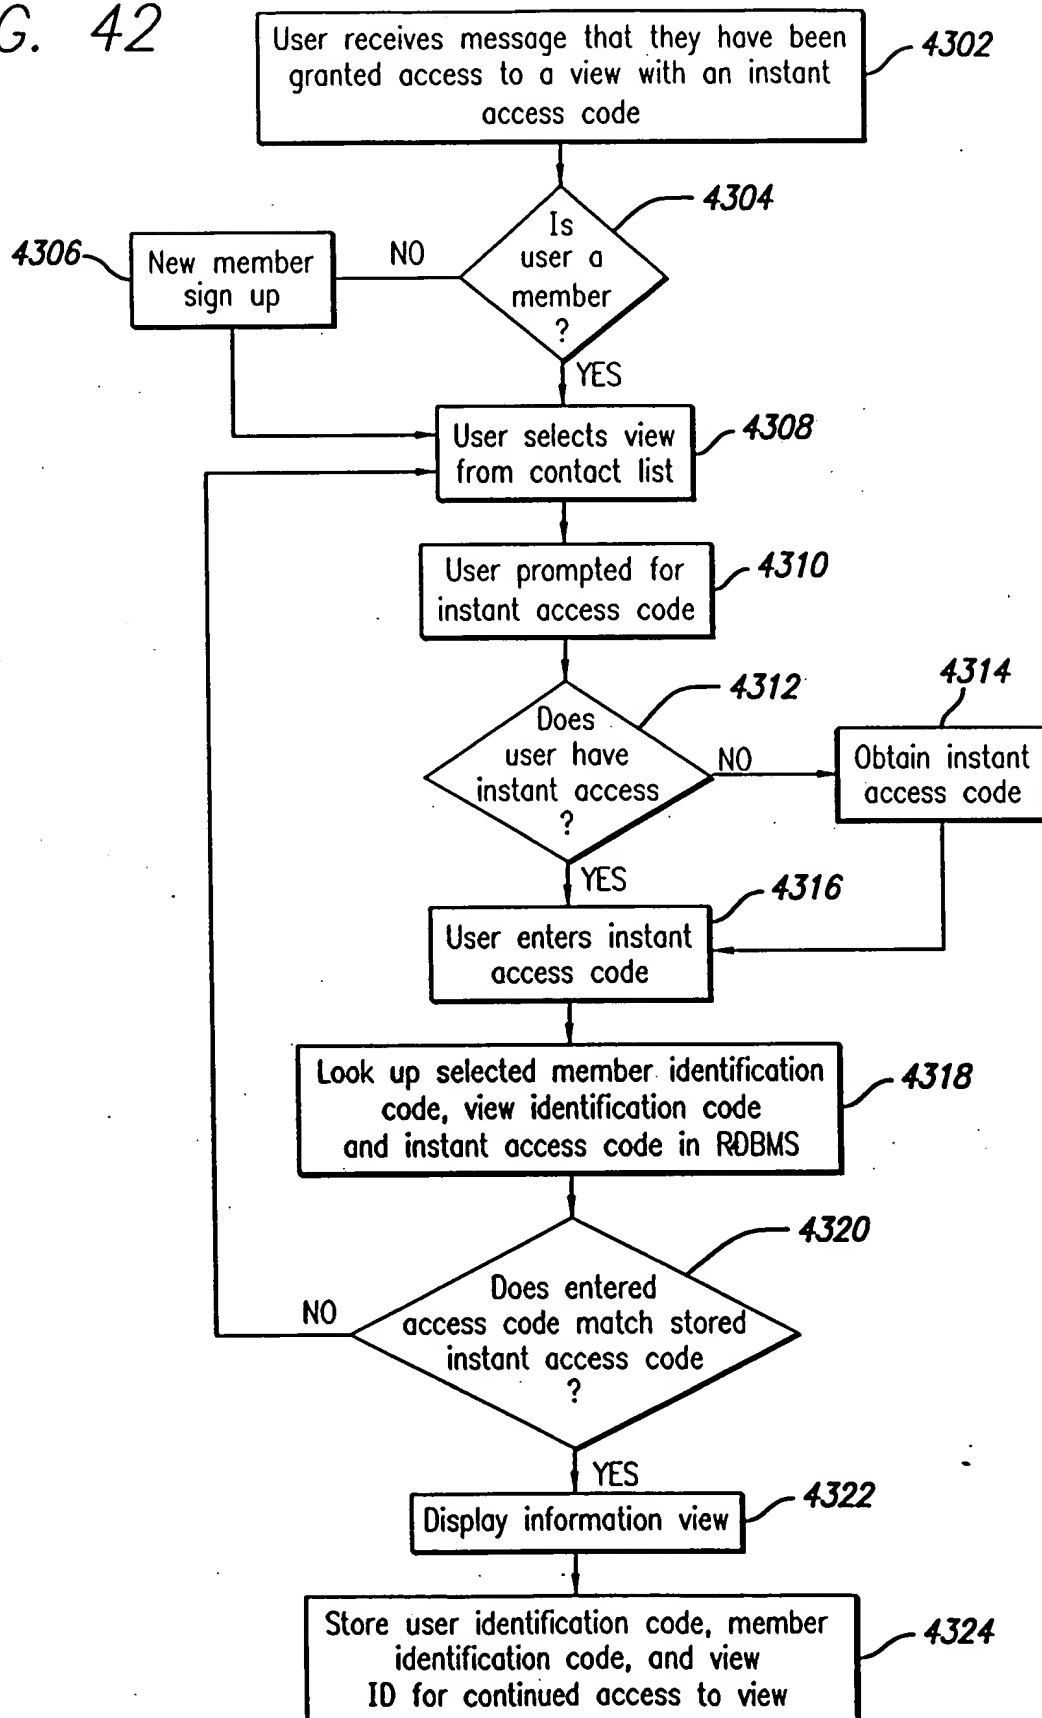 G. 42
User receives message that they have been
granted access to a view with an instant
access code
4302
4304
Is
user a
member
?
NO
4306
New member
sign up
YES
User selects view
from contact list
4308
User prompted for
instant access code
4310
4312
Does
user have
instant access
?
NO
4314
Obtain instant
access code
YES
4316
User enters instant
access code
Look up selected member identification
code, view identification code
and instant access code in RDBMS
4318
4320
Does entered
access code match stored
instant access code
?
NO
YES
4322
Display information view
Store user identification code, member
identification code, and view
ID for continued access to view
4324